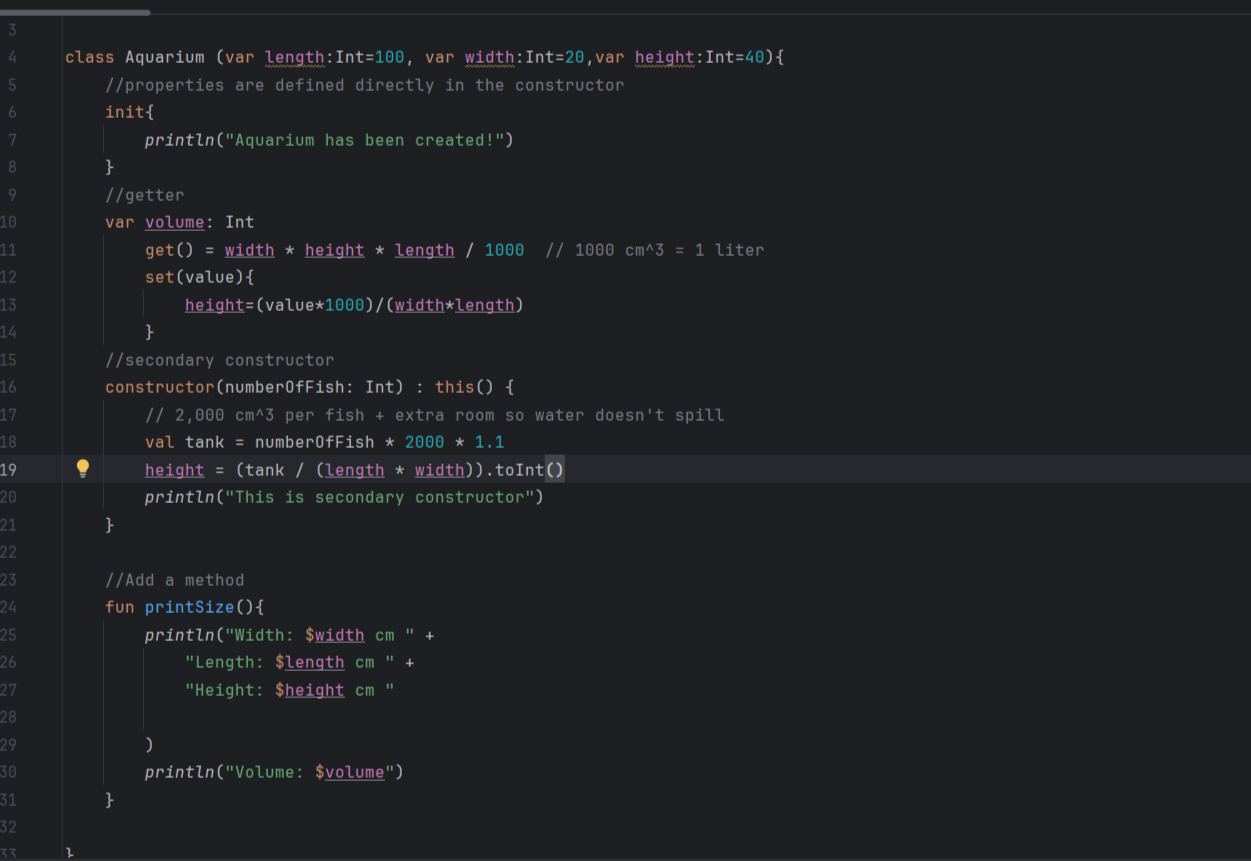 3
4 class Aquarium (var length:Int=100, var width:Int=20,var height:Int=40){
5 //properties are defined directly in the constructor
6 init{
7 println("Aquarium has been created!")
8 }
9 //getter
10 var volume: Int
11 get() = width * height * length / 1000 // 1000 cm^3 = 1 liter
12 set(value){
13 height=(value*1000)/(width*length)
14 }
15 //secondary constructor
16 constructor(numberOfFish: Int) : this() {
17 // 2,000 cm^3 per fish + extra room so water doesn't spill
18 val tank = numberOfFish * 2000 * 1.1
19 height = (tank / (length * width)).toInt()
20 println("This is secondary constructor")
21 }
22
23 //Add a method
24 fun printSize(){
25 println("Width: $width cm " +
26 "Length: $length cm " +
27 "Height: $height cm "
28
29 )
30 println("Volume: $volume")
31 }
32
33 }